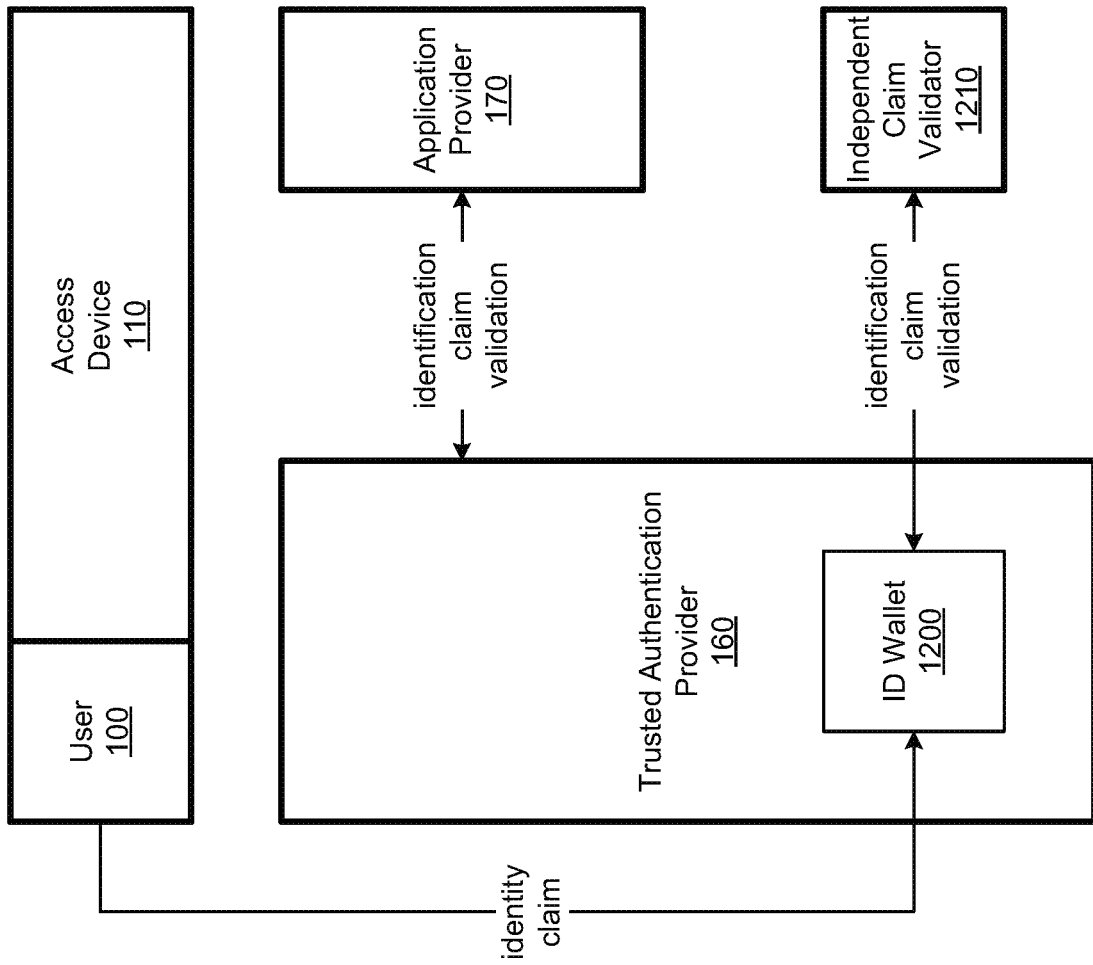 User
100
Access
Device
110
identity
claim
Trusted Authentication
Provider
160
ID Wallet
1200
identification
claim
validation
Application
Provider
170
identification
claim
validation
Independent
Claim
Validator
1210